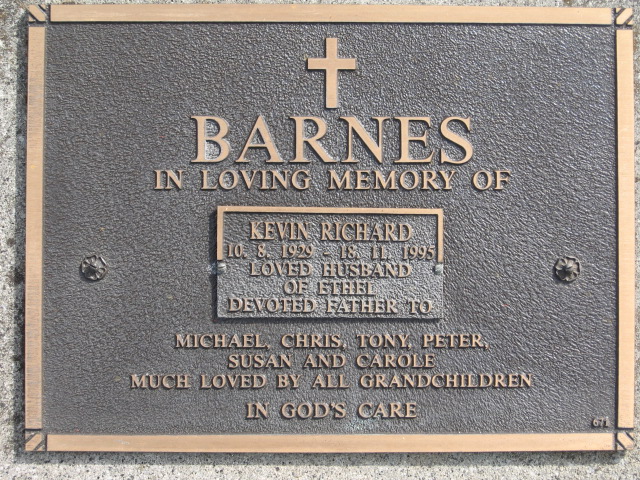 BARNES
IN LOVING MEMORY OF
KEVIN RICHARD
10. 8. 1929 - 18. 11. 1995
LOVED HUSBAND
OF ETHEL
DEVOTED FATHER TO
MICHAEL, CHRIS, TONY, PETER,
SUSAN AND CAROLE
MUCH LOVED BY ALL GRANDCHILDREN
IN GOD'S CARE
671